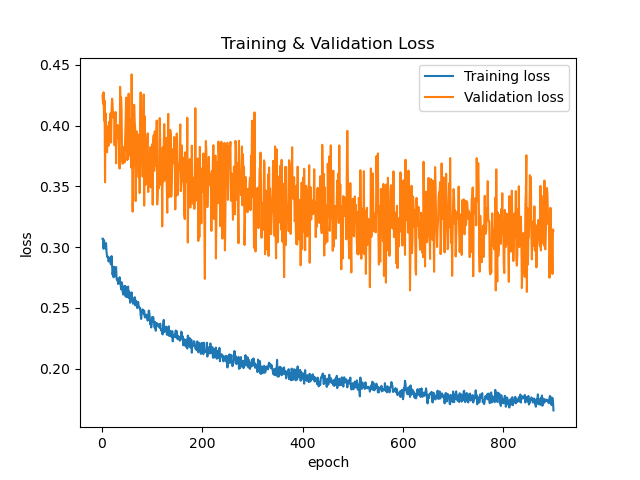 Training & Validation Loss
Training loss
Validation loss
loss
0.45
0.40
0.35
0.30
0.25
0.20
0
200
400
600
800
epoch